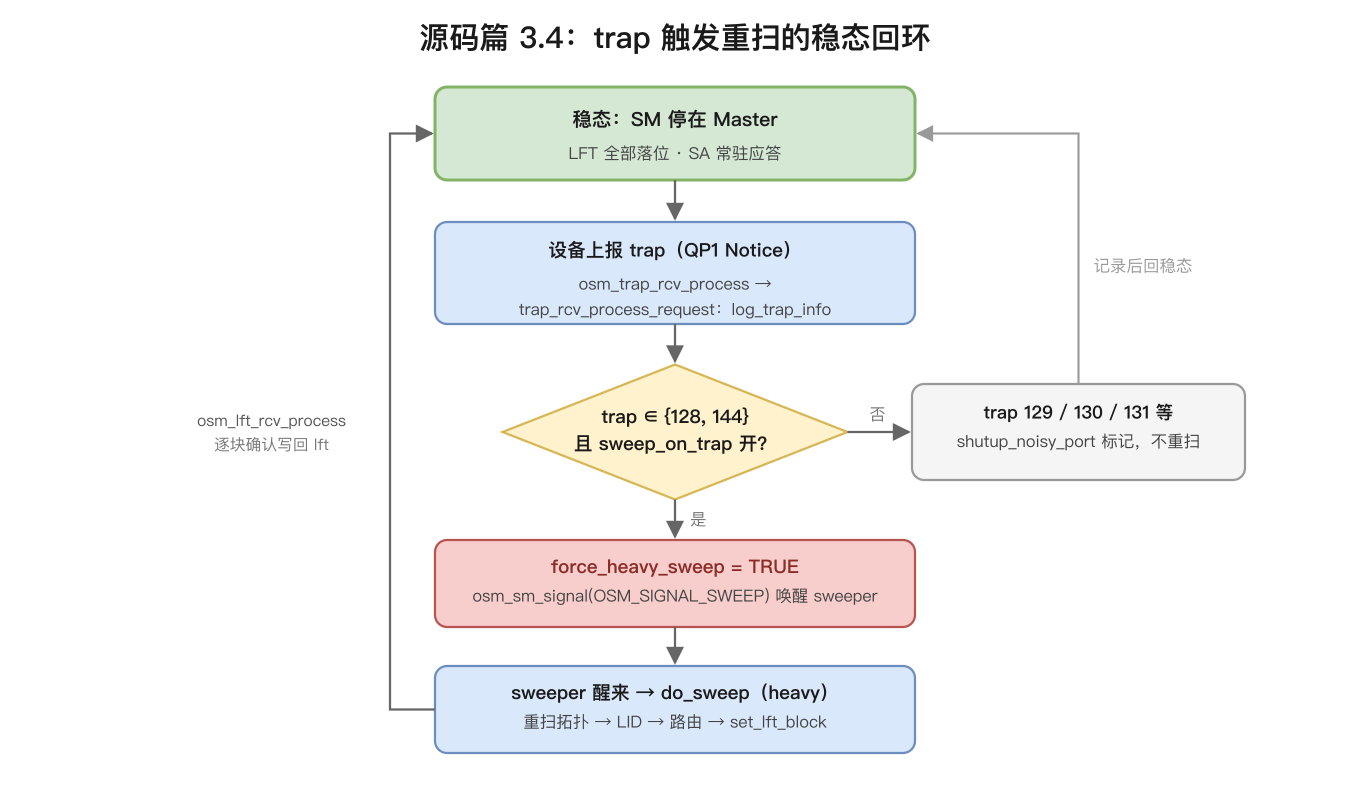 源码篇 3.4：trap 触发重扫的稳态回环
稳态：SM 停在 Master
LFT 全部落位 · SA 常驻应答
设备上报 trap（QP1 Notice）
osm_trap_rcv_process →
trap_rcv_process_request：log_trap_info
记录后回稳态
trap ∈ {128, 144}
且 sweep_on_trap 开?
否
trap 129 / 130 / 131 等
shutup_noisy_port 标记，不重扫
osm_lft_rcv_process
逐块确认写回 lft
是
force_heavy_sweep = TRUE
osm_sm_signal(OSM_SIGNAL_SWEEP) 唤醒 sweeper
sweeper 醒来 → do_sweep（heavy）
重扫拓扑 → LID → 路由 → set_lft_block